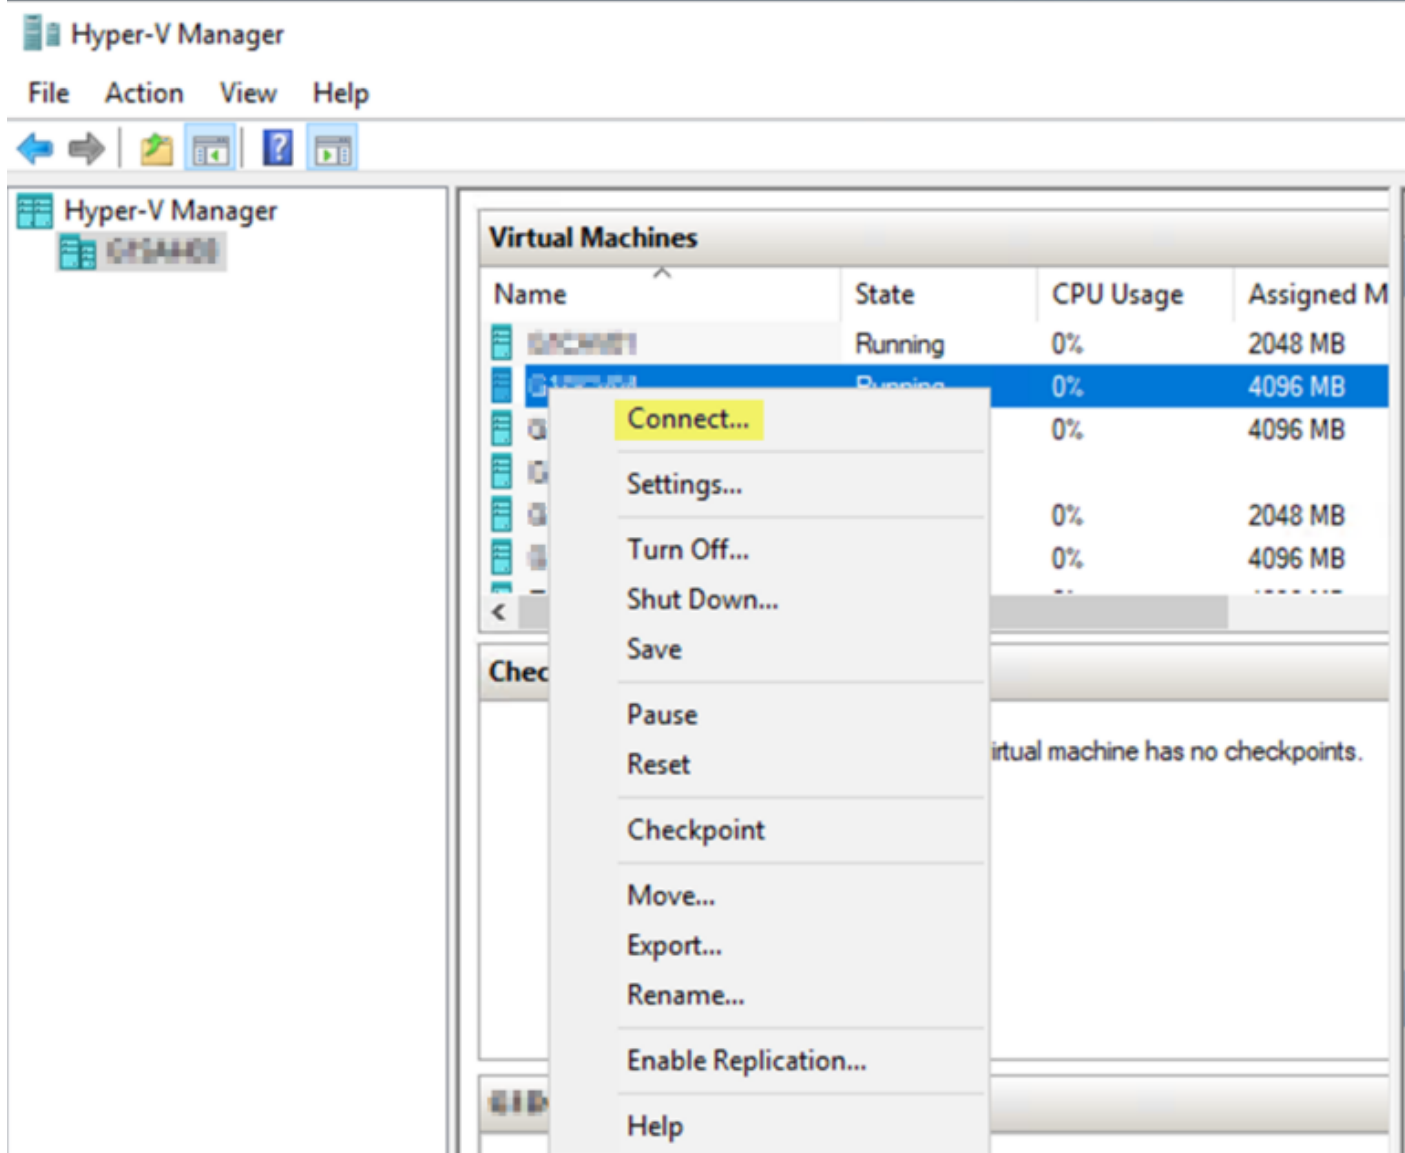 Hyper-V Manager
File Action View Help
Hyper-V Manager
Virtual Machines
Name State CPU Usage Assigned M
Running 0% 2048 MB
Running 0% 4096 MB
0% 4096 MB
0% 2048 MB
0% 4096 MB
Connect...
Settings...
Turn Off...
Shut Down...
Save
Pause
Reset
Checkpoint
Move...
Export...
Rename...
Enable Replication...
Help
Chec
irtual machine has no checkpoints.